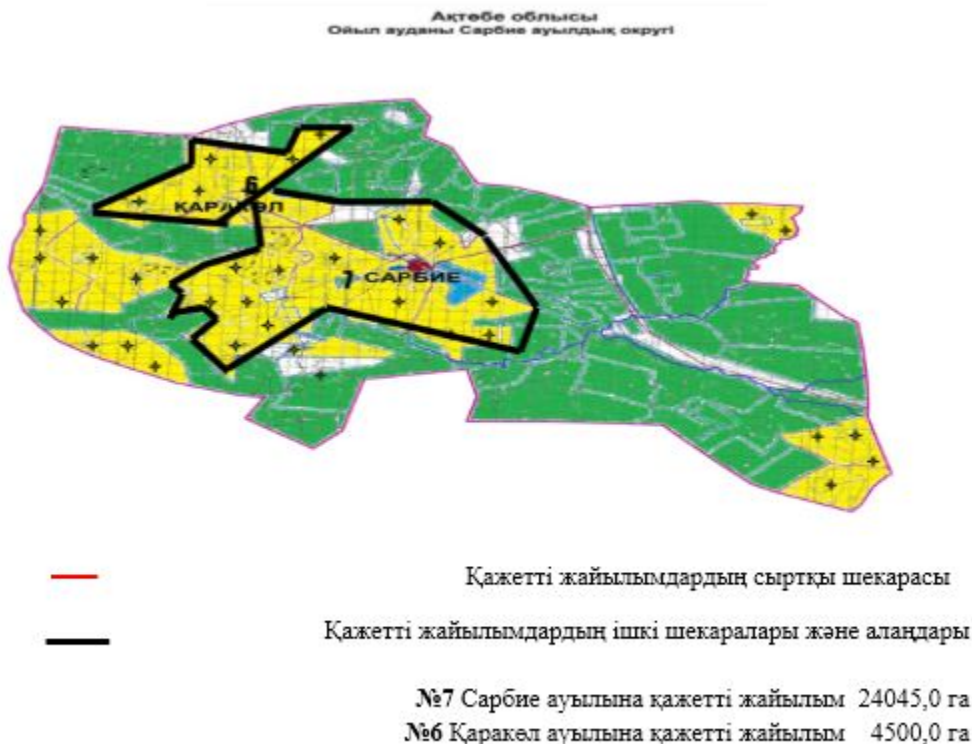 Ақтөбе облысы
Ойыл ауданы Сарбие ауылдық округі
6
ҚАРАКӨЛ
7 САРБИЕ
Қажетті жайылымдардың сыртқы шекарасы
Қажетті жайылымдардың ішкі шекаралары және алаңдары
№7 Сарбие ауылына қажетті жайылым 24045,0 га
№6 Қаракөл ауылына қажетті жайылым 4500,0 га